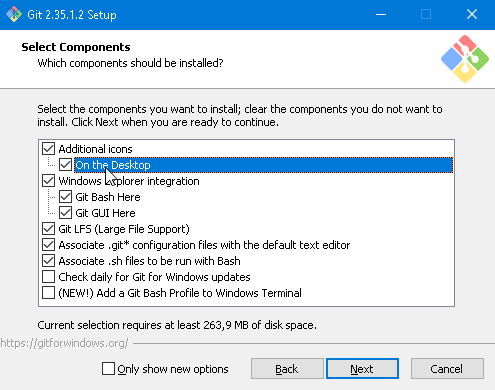 Git 2.35.1.2 Setup
Select Components
Which components should be installed?
Select the components you want to install; clear the components you do not want to
install. Click Next when you are ready to continue.
Additional icons
On the Desktop
Windows Explorer integration
Git Bash Here
Git GUI Here
Git LFS (Large File Support)
Associate .git* configuration files with the default text editor
Associate .sh files to be run with Bash
Check daily for Git for Windows updates
(NEW!) Add a Git Bash Profile to Windows Terminal
Current selection requires at least 263,9 MB of disk space.
https://gitforwindows.org/
Only show new options
Back
Next
Cancel